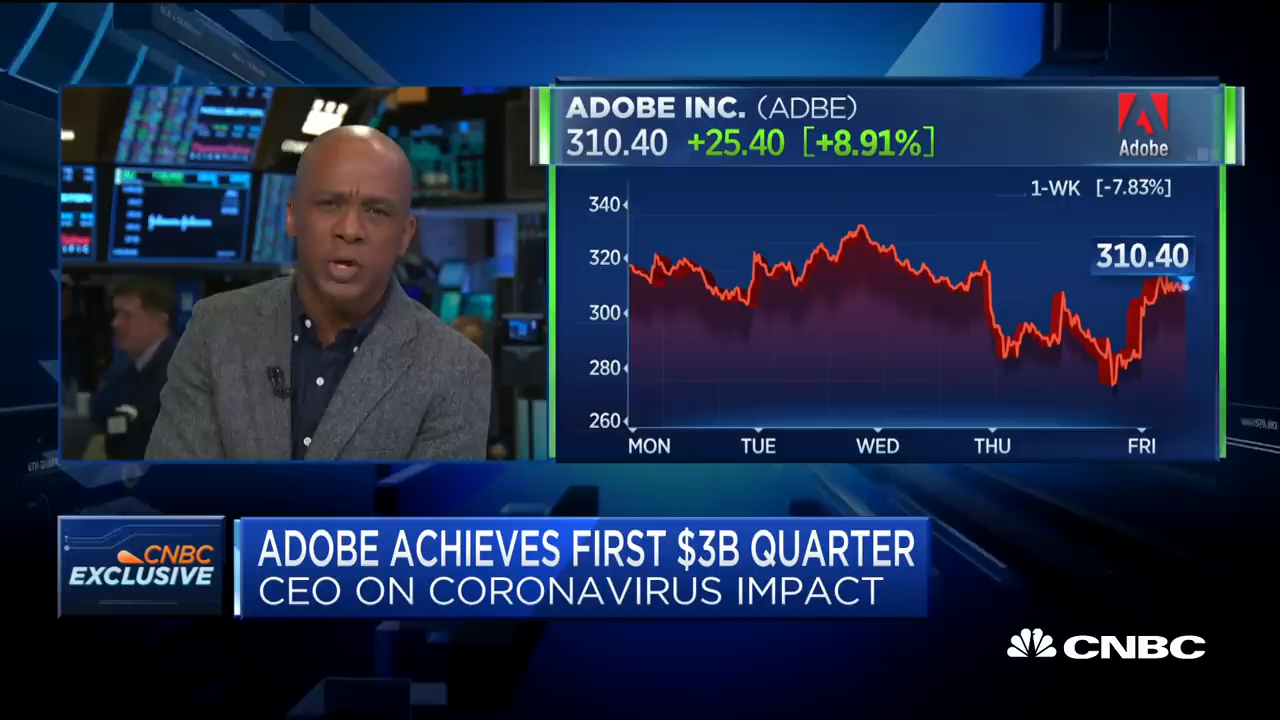 ADOBE INC. (ADBE)
310.40 +25.40 [+8.91%]
Adobe
1-WK [-7.83%]
340
320
300
280
260
310.40
MON TUE WED THU FRI
CNBC
EXCLUSIVE
ADOBE ACHIEVES FIRST $3B QUARTER
CEO ON CORONAVIRUS IMPACT
CNBC